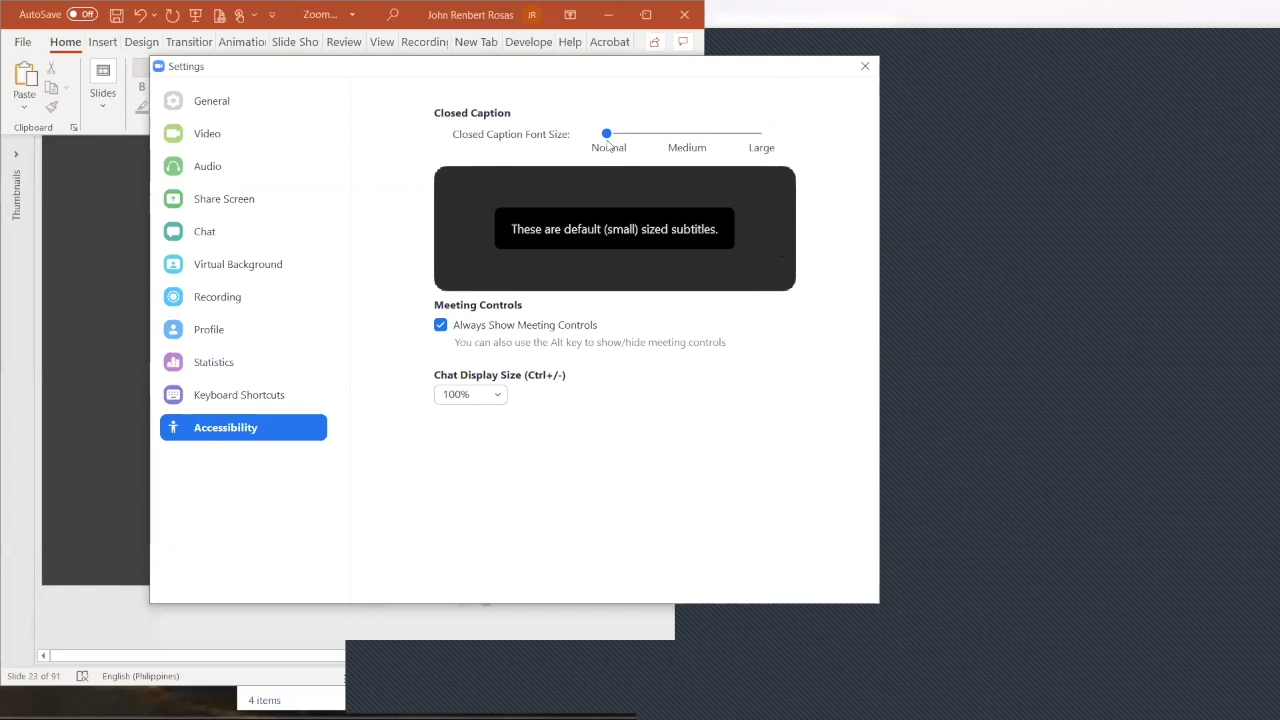 AutoSave Off Zoom... John Renbert Rosas JR
File Home Insert Design Transitior Animatio Slide Sho Review View Recording New Tab Develope Help Acrobat
Paste
Slides
B
Clipboard
Thumbnails
Settings
General
Video
Audio
Share Screen
Chat
Virtual Background
Recording
Profile
Statistics
Keyboard Shortcuts
Accessibility
Closed Caption
Closed Caption Font Size:
Normal Medium Large
These are default (small) sized subtitles.
Meeting Controls
Always Show Meeting Controls
You can also use the Alt key to show/hide meeting controls
Chat Display Size (Ctrl+/-)
100%
Slide 23 of 91 English (Philippines)
4 items